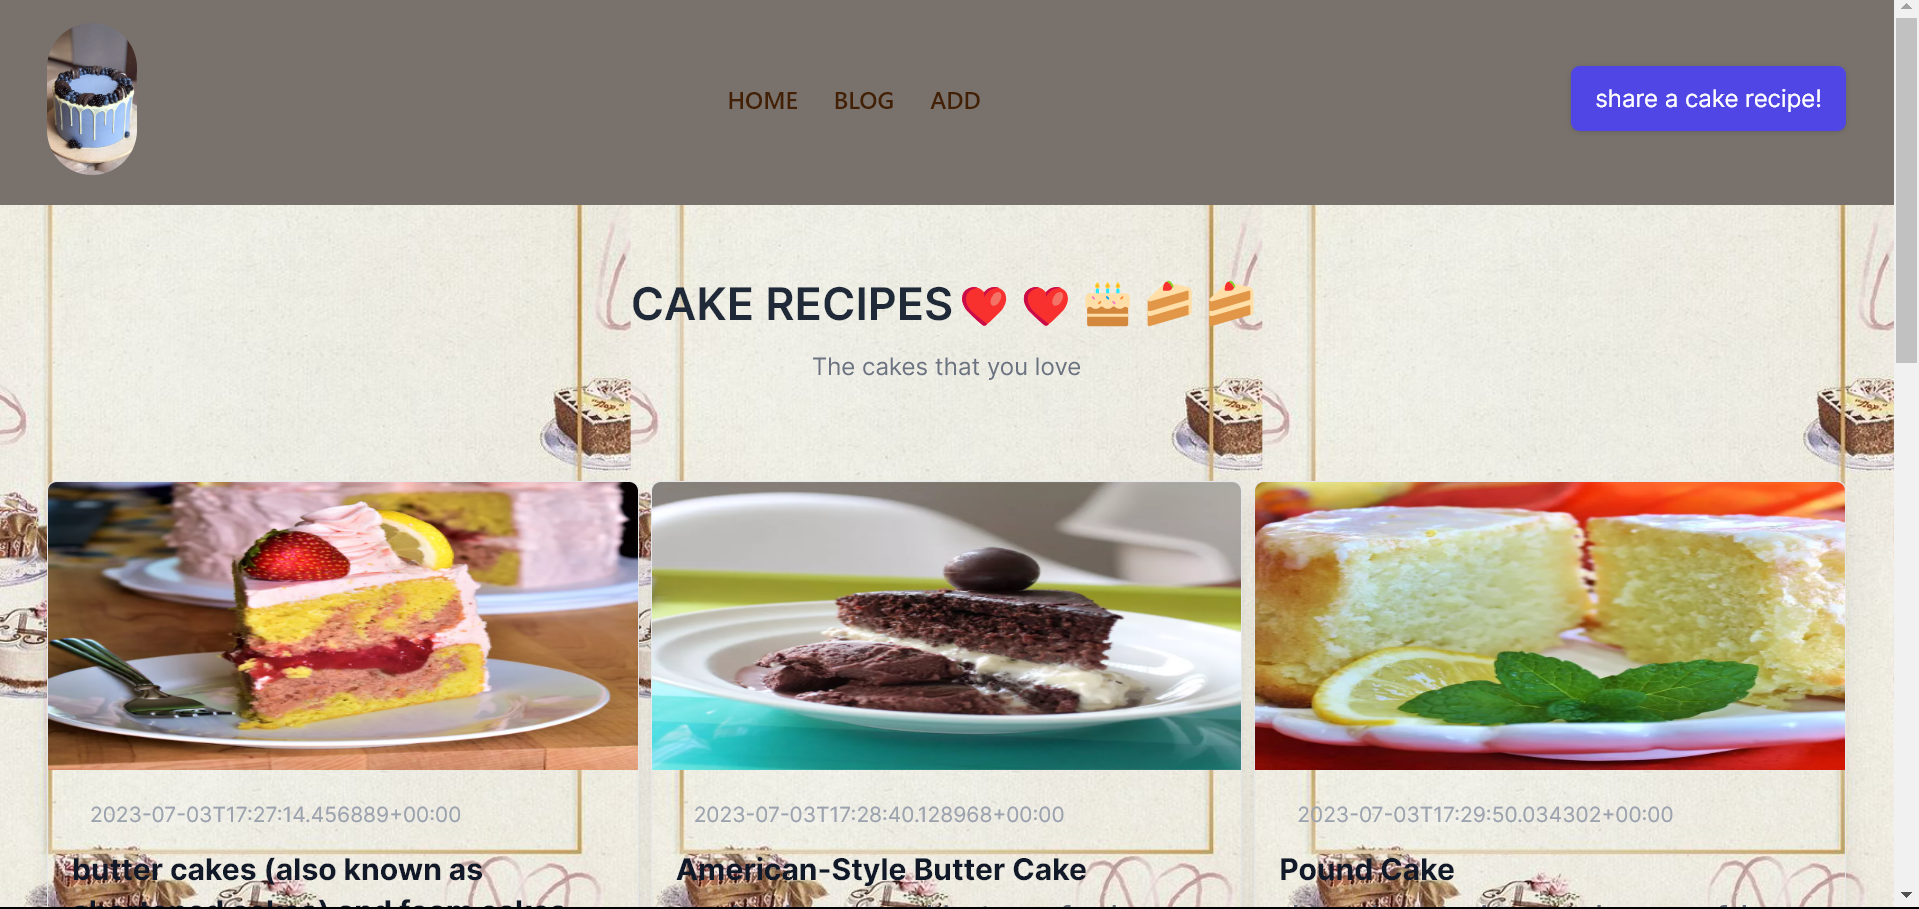 HOME BLOG ADD
share a cake recipe!
CAKE RECIPES❤️ ❤️ 🎂 🍰 🍰
The cakes that you love
2023-07-03T17:27:14.456889+00:00
butter cakes (also known as
2023-07-03T17:28:40.128968+00:00
American-Style Butter Cake
2023-07-03T17:29:50.034302+00:00
Pound Cake